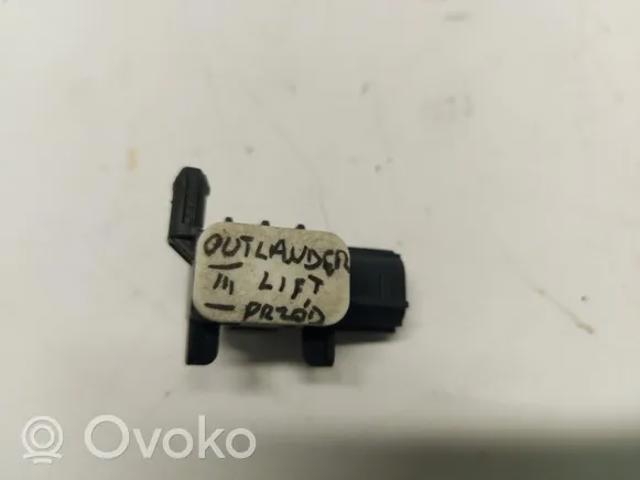 OUTLANDER
III LIFT
PRZÓD
Ovoko